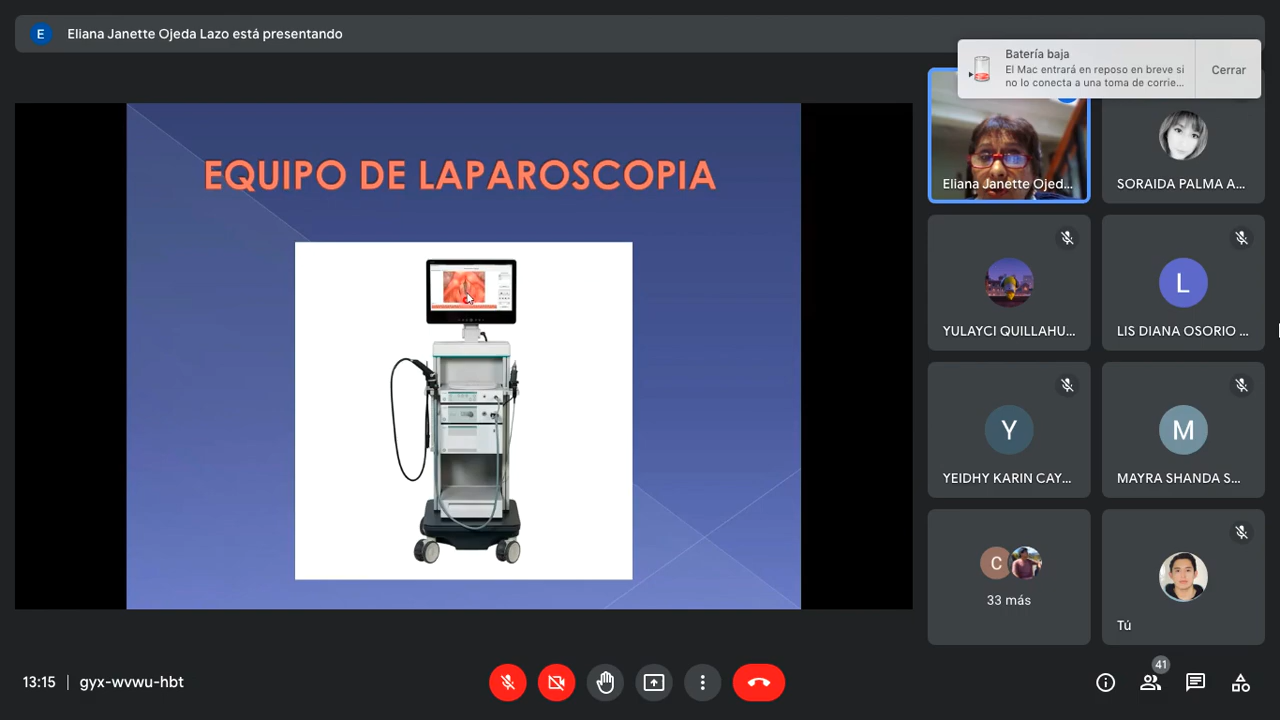 E
Eliana Janette Ojeda Lazo está presentando
Batería baja
El Mac entrará en reposo en breve si
no lo conecta a una toma de corrie...
Cerrar
EQUIPO DE LAPAROSCOPIA
Eliana Janette Ojed...
SORAIDA PALMA A...
YULAYCI QUILLAHU...
L
LIS DIANA OSORIO ...
Y
YEIDHY KARIN CAY...
M
MAYRA SHANDA S...
C
33 más
Tú
13:15 | gyx-wvwu-hbt
41